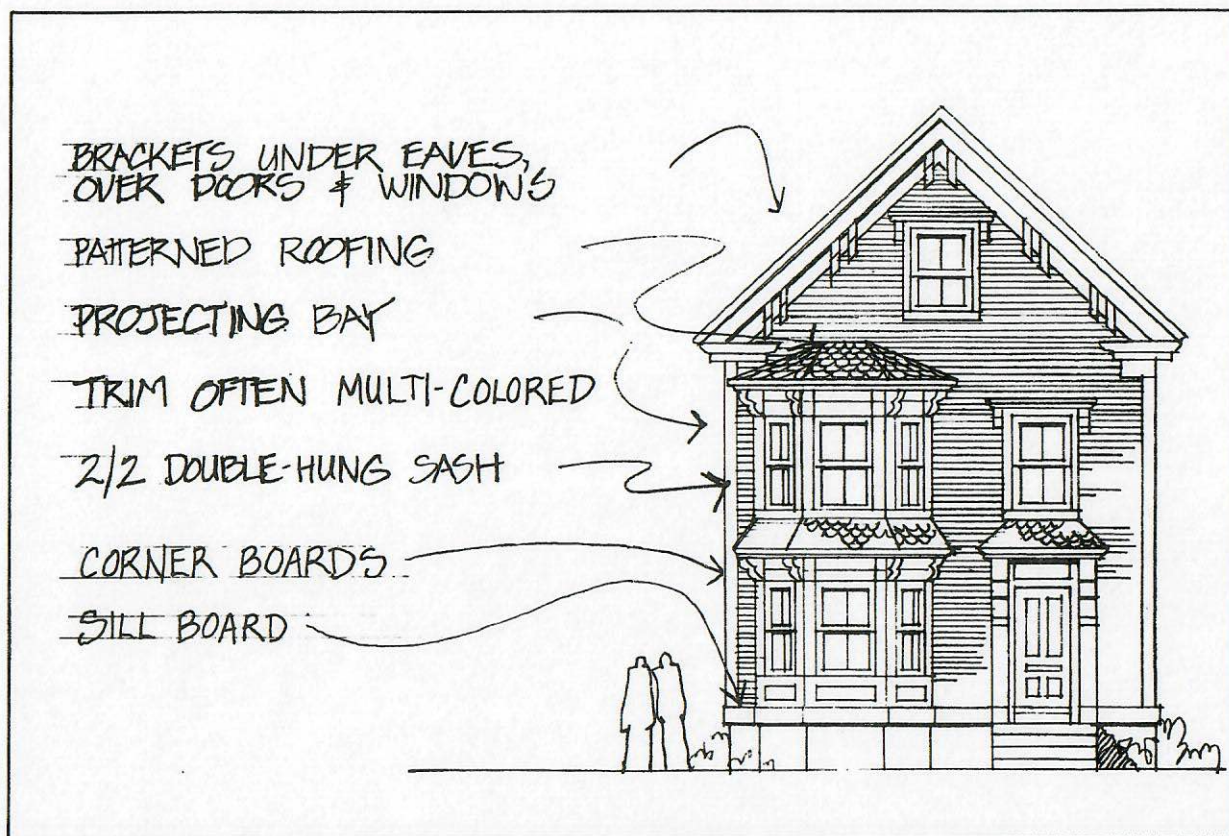 BRACKETS UNDER EAVES,
OVER DOORS & WINDOWS
PATTERNED ROOFING
PROJECTING BAY
TRIM OFTEN MULTI-COLORED
2/2 DOUBLE-HUNG SASH
CORNER BOARDS
SILL BOARD